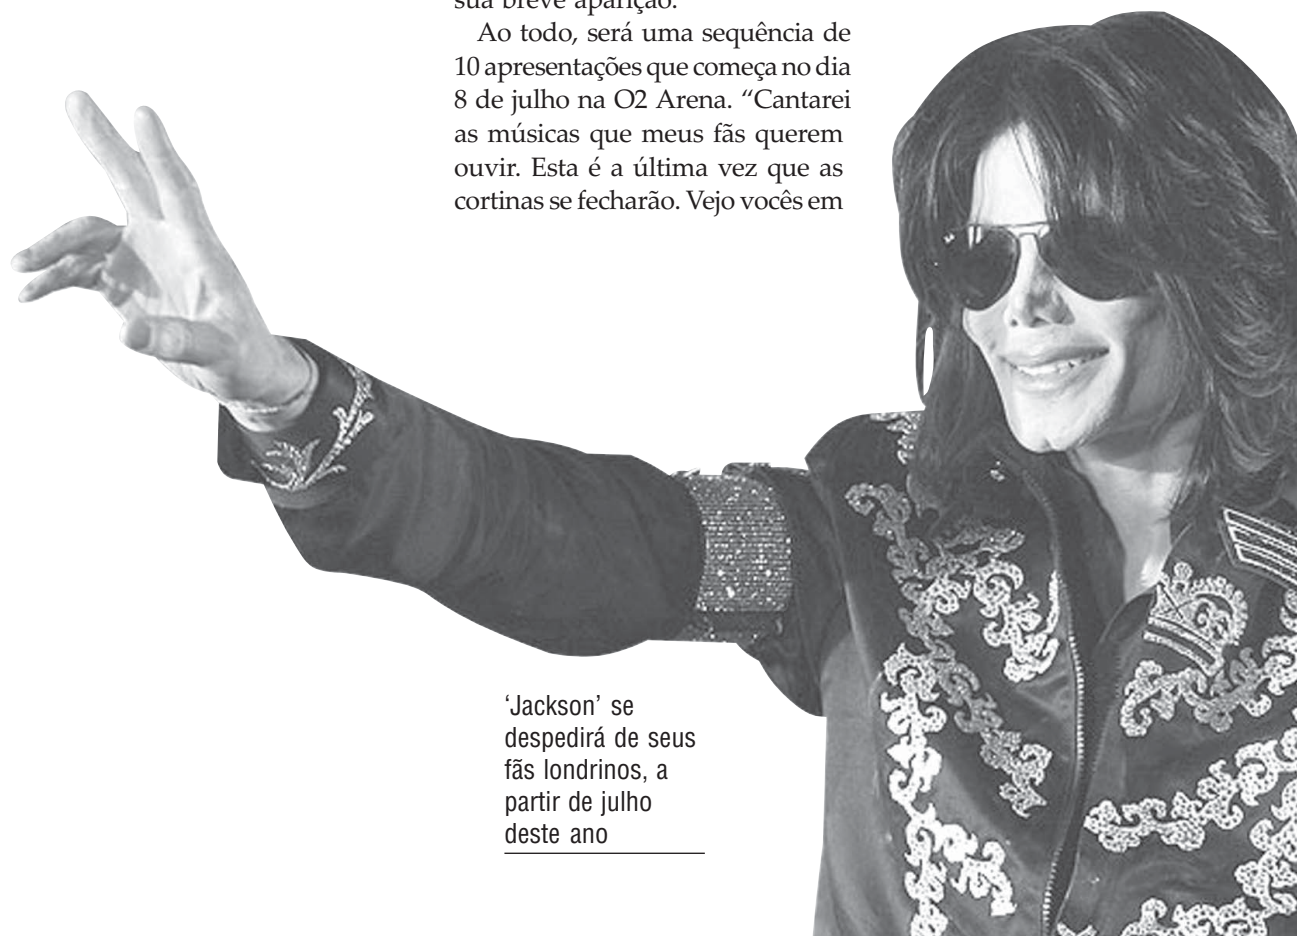 sua breve aparição.
Ao todo, será uma sequência de
10 apresentações que começa no dia
8 de julho na O2 Arena. “Cantarei
as músicas que meus fãs querem
ouvir. Esta é a última vez que as
cortinas se fecharão. Vejo vocês em
‘Jackson’ se
despedirá de seus
fãs londrinos, a
partir de julho
deste ano